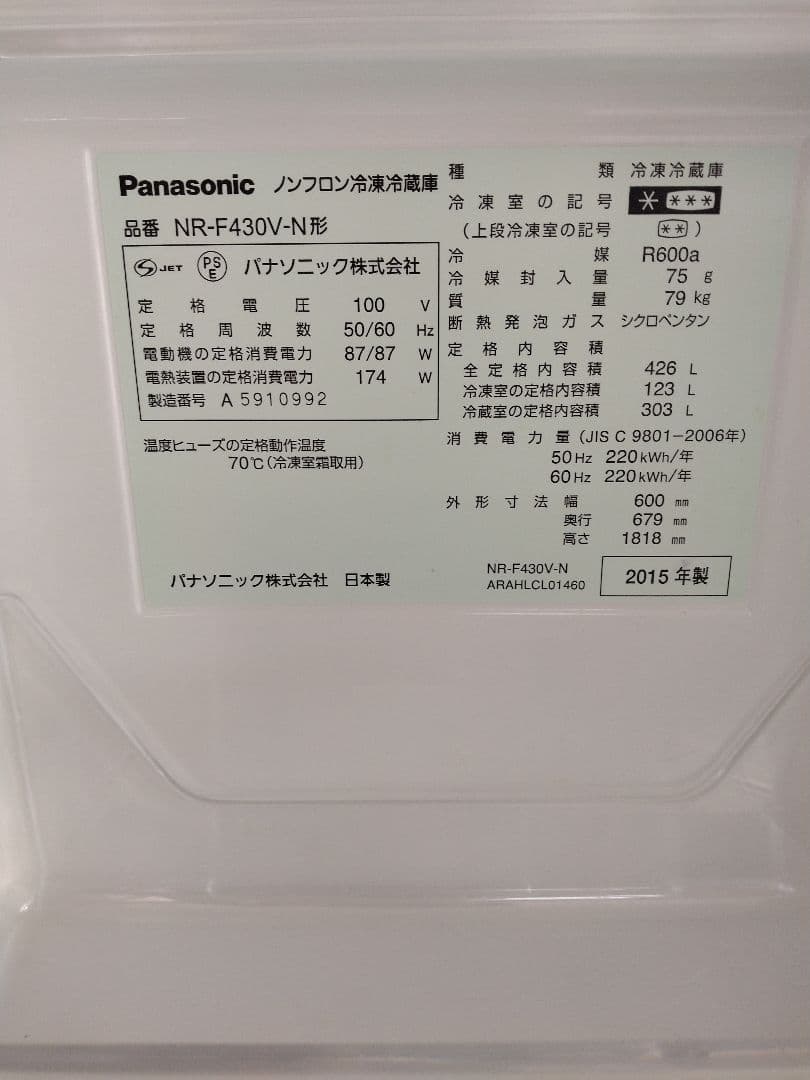 Panasonic ノンフロン冷凍冷蔵庫
品番 NR-F430V-N形
S JET PS E パナソニック株式会社
定格電圧 100 V
定格周波数 50/60 Hz
電動機の定格消費電力 87/87 W
電熱装置の定格消費電力 174 W
製造番号 A 5910992
温度ヒューズの定格動作温度
70℃(冷凍室霜取用)
パナソニック株式会社 日本製
種類 冷凍冷蔵庫
冷凍室の記号 * ***
(上段冷凍室の記号 ** )
冷媒 R600a
冷媒封入量 75 g
質量 79 kg
断熱発泡ガス シクロペンタン
定格内容積
全定格内容積 426 L
冷凍室の定格内容積 123 L
冷蔵室の定格内容積 303 L
消費電力量(JIS C 9801-2006年)
50Hz 220kWh/年
60Hz 220kWh/年
外形寸法 幅 600 mm
奥行 679 mm
高さ 1818 mm
NR-F430V-N
ARAHLCL01460
2015年製